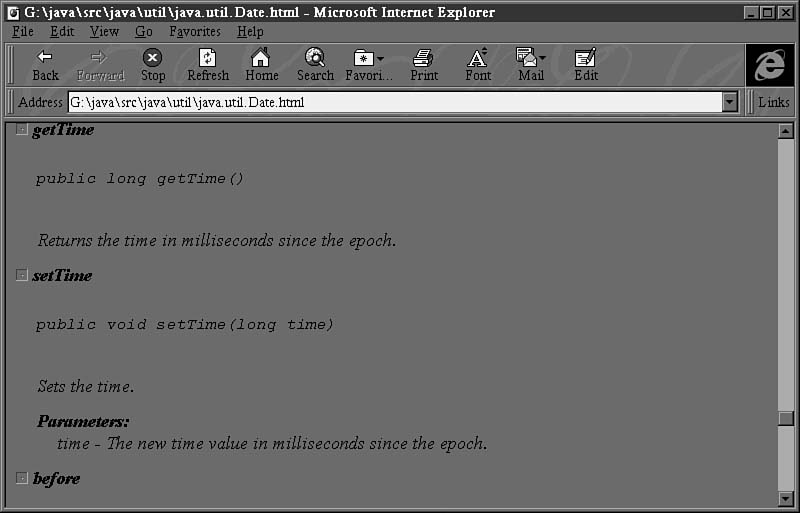 G:\java\src\java\util\java.util.Date.html - Microsoft Internet Explorer
File Edit View Go Favorites Help
Back Forward Stop Refresh Home Search Favori... Print Font Mail Edit
Address G:\java\src\java\util\java.util.Date.html Links
getTime
public long getTime()
Returns the time in milliseconds since the epoch.
setTime
public void setTime(long time)
Sets the time.
Parameters:
time - The new time value in milliseconds since the epoch.
before